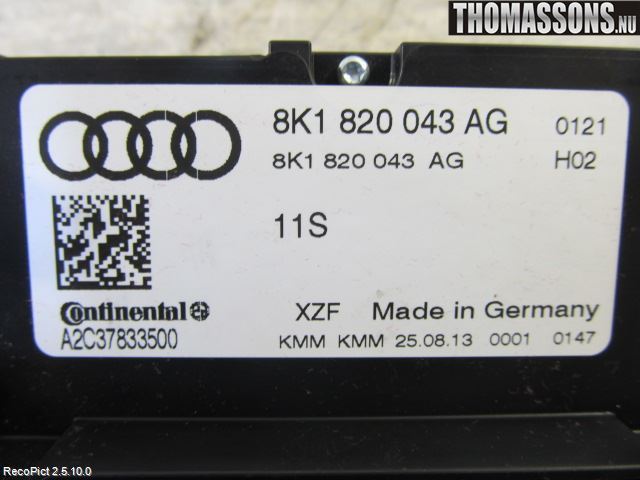 THOMASSONS.NU
8K1 820 043 AG 0121
8K1 820 043 AG H02
11S
Continental XZF Made in Germany
A2C37833500 KMM KMM 25.08.13 0001 0147
RecoPict 2.5.10.0